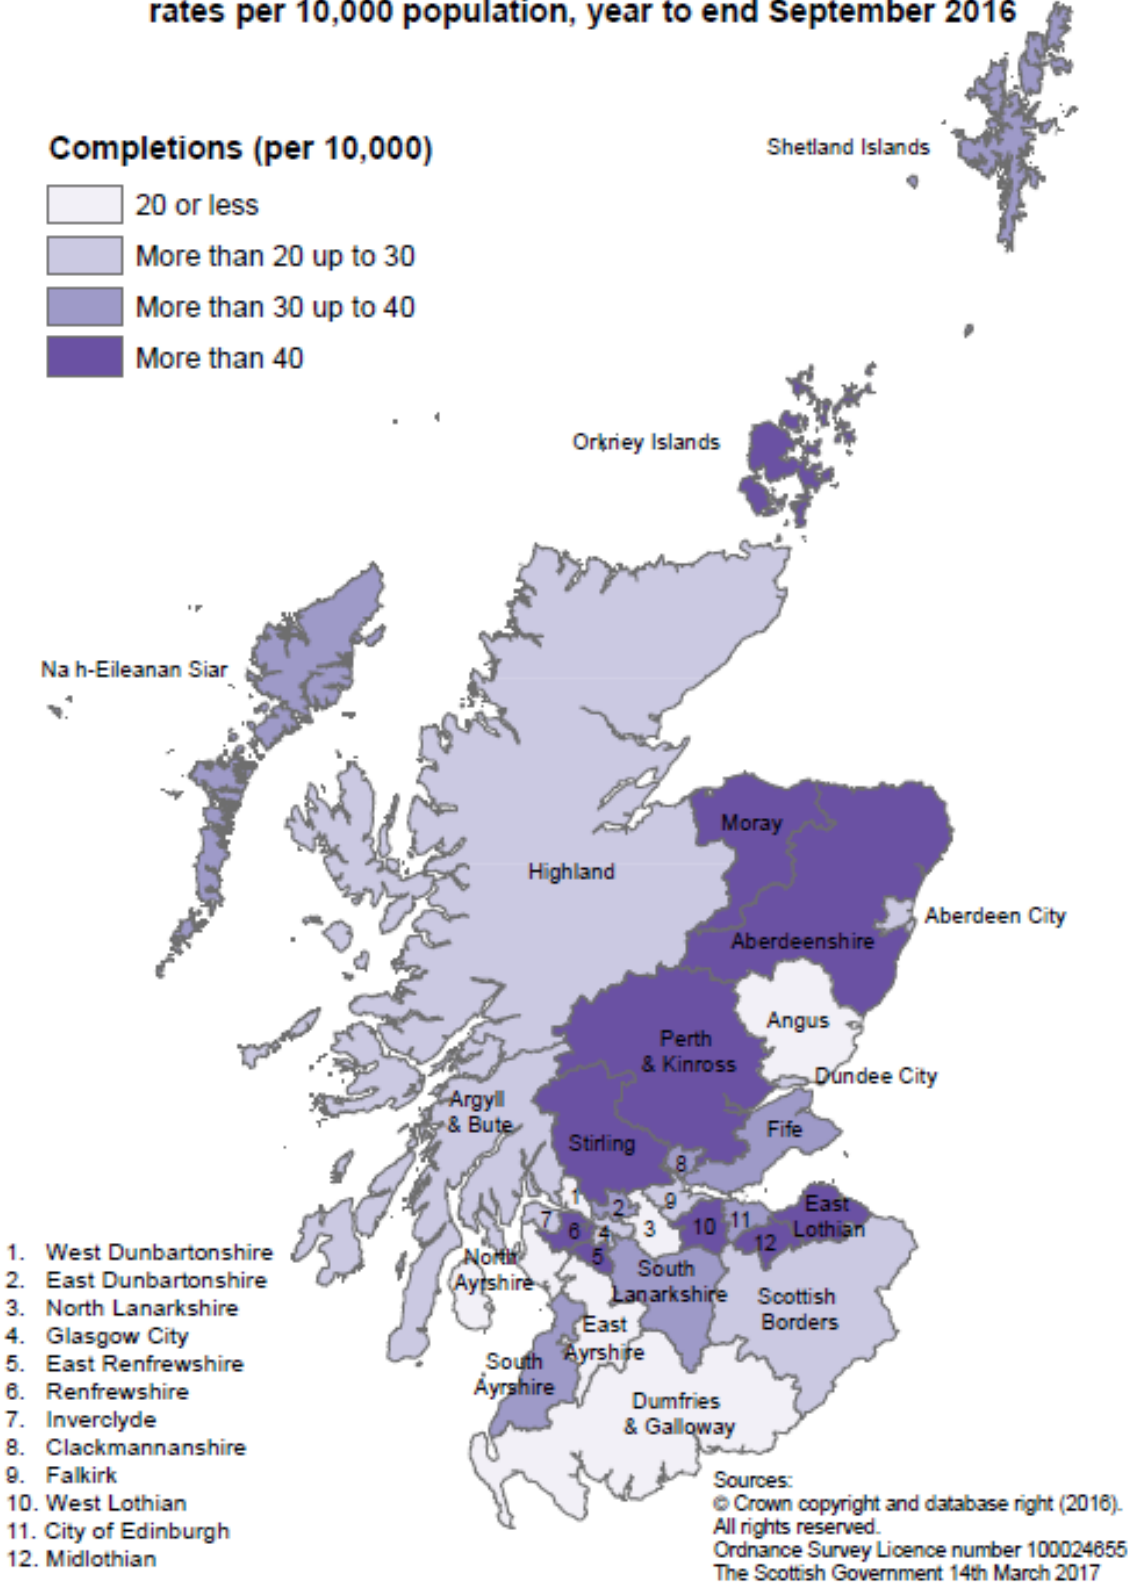 rates per 10,000 population, year to end September 2016
Completions (per 10,000)
20 or less
More than 20 up to 30
More than 30 up to 40
More than 40
Shetland Islands
Orkney Islands
Na h-Eileanan Siar
Moray
Highland
Aberdeen City
Aberdeenshire
Angus
Perth
& Kinross
Dundee City
Argyll
& Bute
Fife
Stirling
8
1
2
9
7
6
4
3
10
11
East
Lothian
12
5
North
Ayrshire
South
Lanarkshire
Scottish
Borders
East
Ayrshire
South
Ayrshire
Dumfries
& Galloway
1. West Dunbartonshire
2. East Dunbartonshire
3. North Lanarkshire
4. Glasgow City
5. East Renfrewshire
6. Renfrewshire
7. Inverclyde
8. Clackmannanshire
9. Falkirk
10. West Lothian
11. City of Edinburgh
12. Midlothian
Sources:
© Crown copyright and database right (2016).
All rights reserved.
Ordnance Survey Licence number 100024655
The Scottish Government 14th March 2017